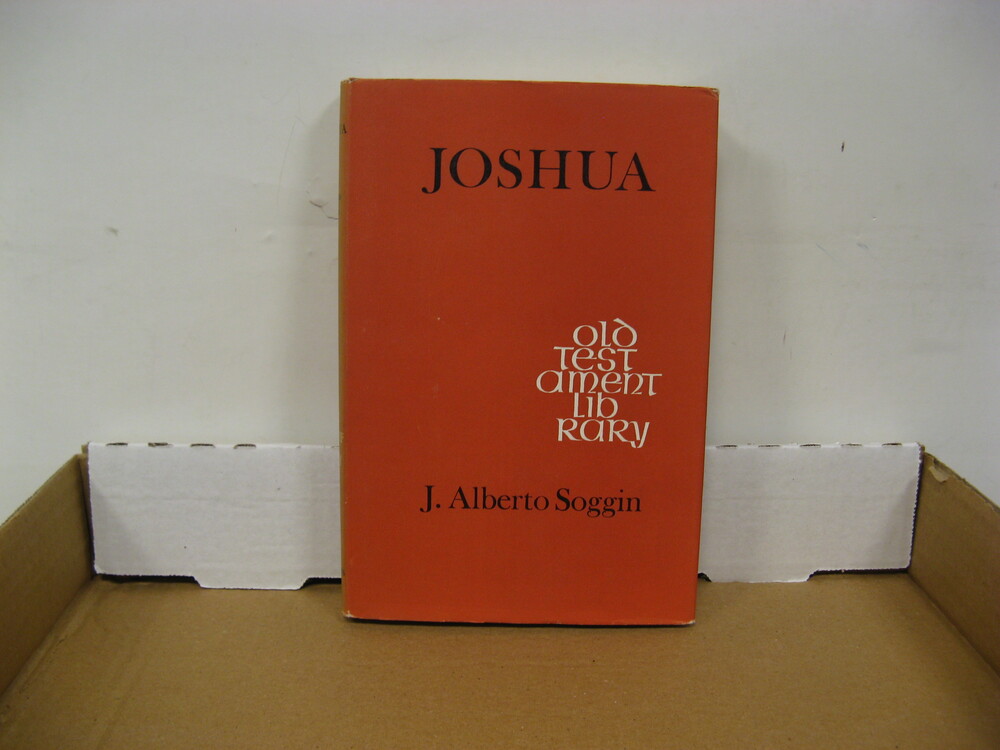 JOSHUA
old
test
ament
lib
rary
J. Alberto Soggin